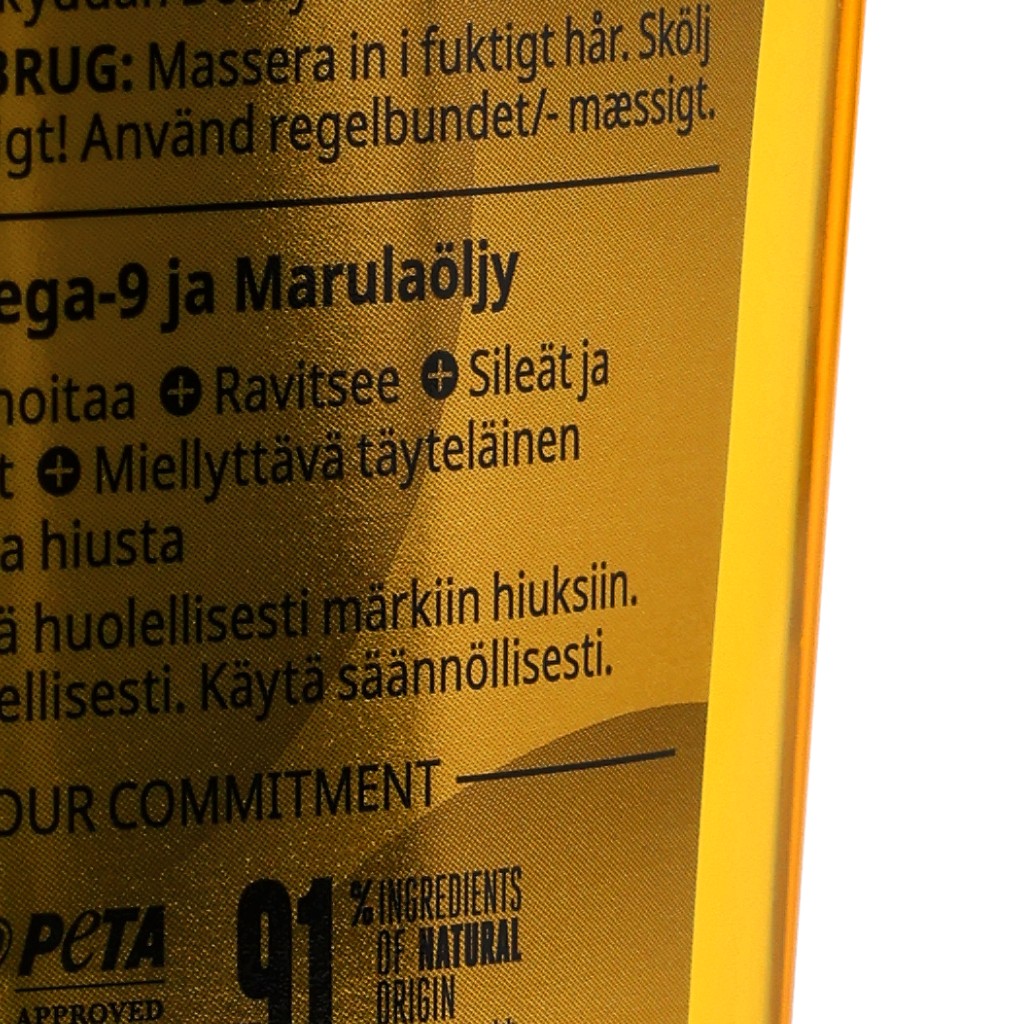 BRUG: Massera in i fuktigt hår. Skölj
gt! Använd regelbundet/- mæssigt.
ega-9 ja Marulaöljy
noitaa + Ravitsee + Sileät ja
t + Miellyttävä täyteläinen
a hiusta
ä huolellisesti märkiin hiuksiin.
ellisesti. Käytä säännöllisesti.
OUR COMMITMENT
PETA
APPROVED
91% INGREDIENTS
OF NATURAL
ORIGIN